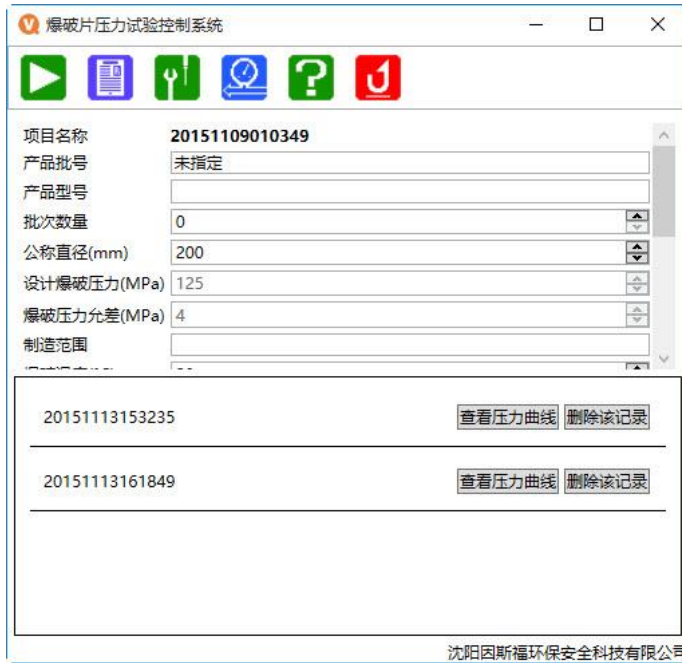 爆破片压力试验控制系统
项目名称 20151109010349
产品批号 未指定
产品型号
批次数量 0
公称直径(mm) 200
设计爆破压力(MPa) 125
爆破压力允差(MPa) 4
制造范围
20151113153235 查看压力曲线 删除该记录
20151113161849 查看压力曲线 删除该记录
沈阳因斯福环保安全科技有限公司